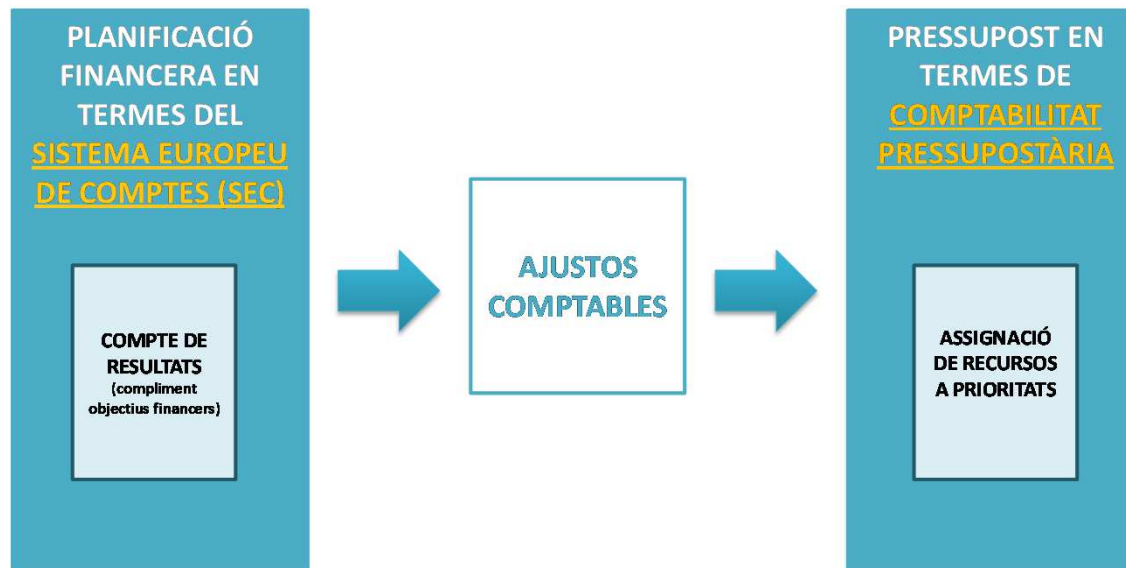 PLANIFICACIÓ
FINANCERA EN
TERMES DEL
SISTEMA EUROPEU
DE COMPTES (SEC)
COMPTE DE
RESULTATS
(compliment
objectius financers)
AJUSTOS
COMPTABLES
PRESSUPOST EN
TERMES DE
COMPTABILITAT
PRESSUPOSTÀRIA
ASSIGNACIÓ
DE RECURSOS
A PRIORITATS